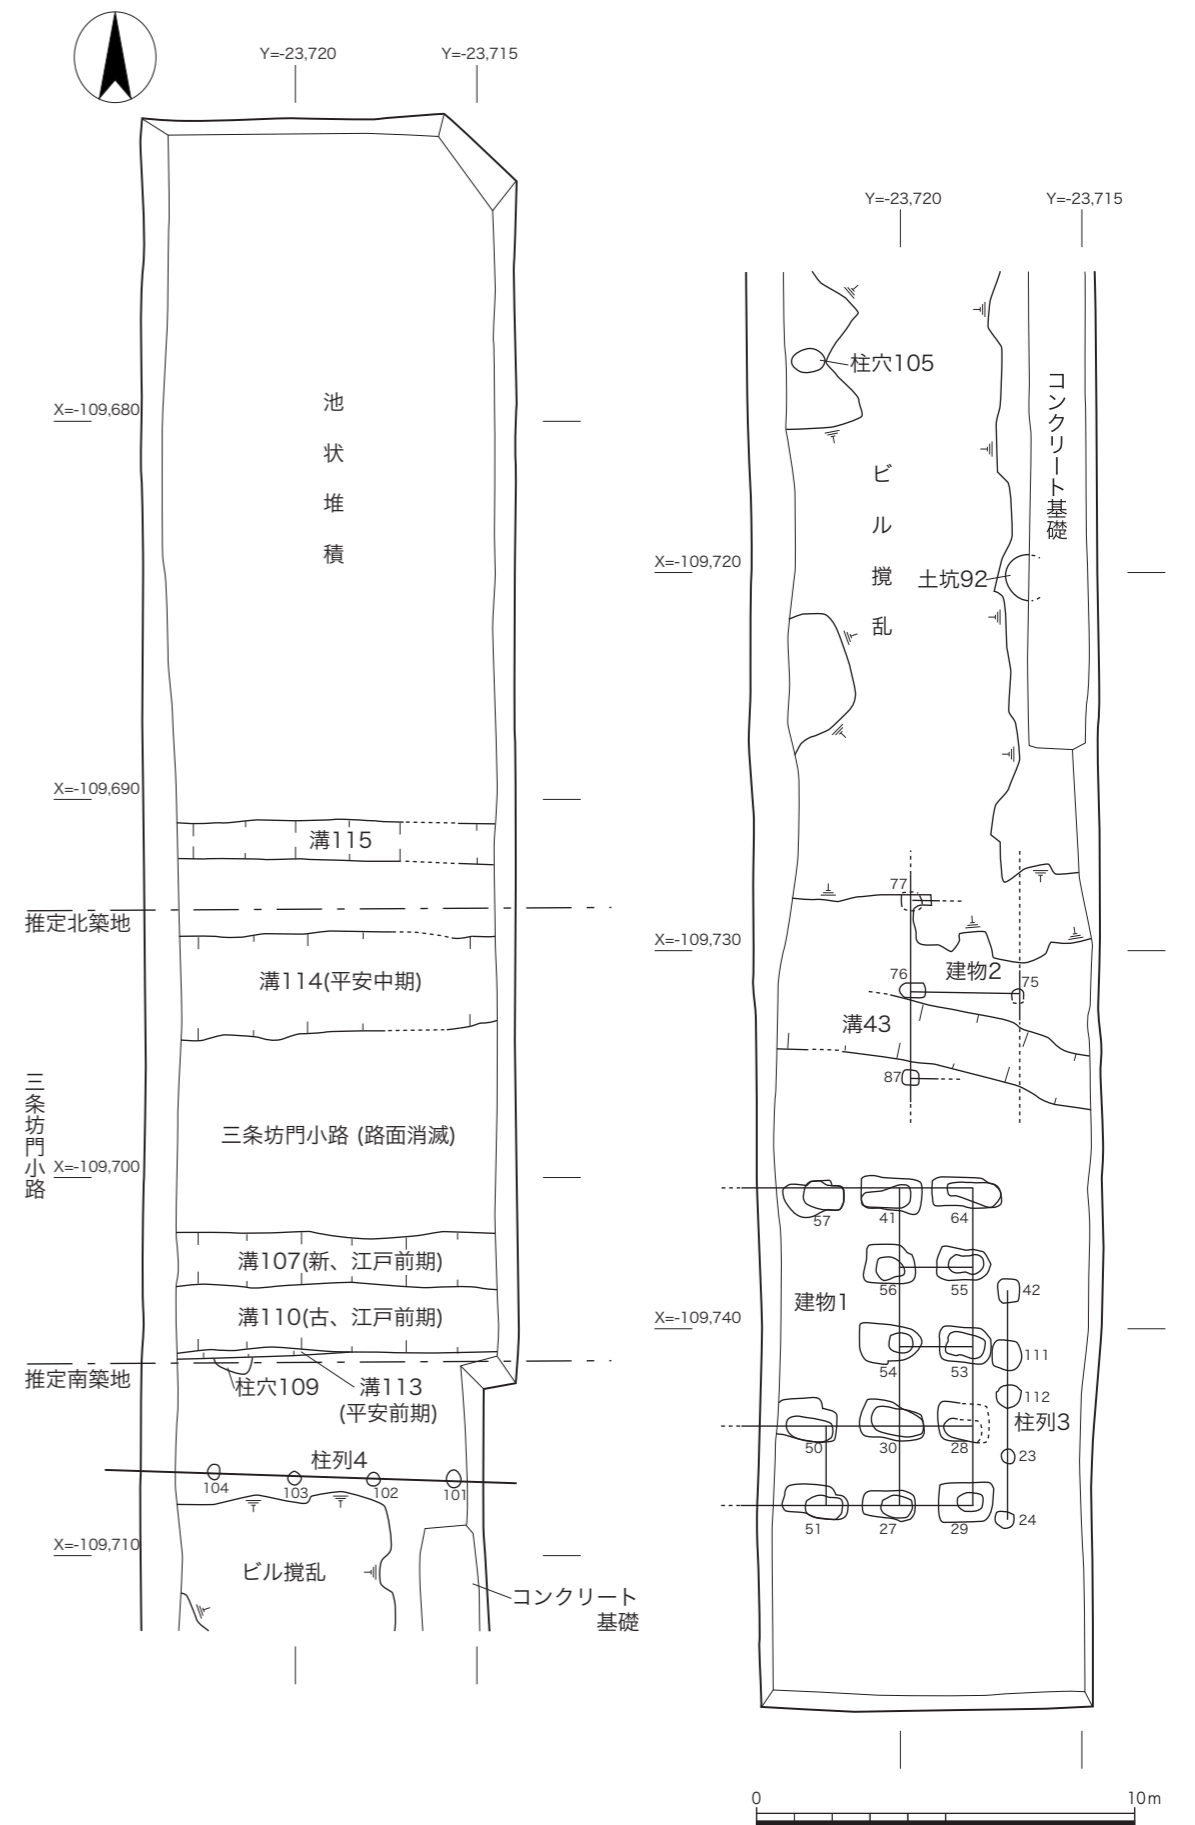 Y=-23,720
Y=-23,715
X=-109,680
池状堆積
X=-109,690
溝115
推定北築地
溝114(平安中期)
三条坊門小路
三条坊門小路 (路面消滅)
X=-109,700
溝107(新、江戸前期)
溝110(古、江戸前期)
推定南築地
柱穴109
溝113
(平安前期)
柱列4
104
103
102
101
X=-109,710
ビル撹乱
コンクリート
基礎
Y=-23,720
Y=-23,715
柱穴105
コンクリート基礎
ビル撹乱
X=-109,720
土坑92
77
X=-109,730
建物2
76
75
溝43
87
57
41
64
56
55
42
建物1
X=-109,740
54
53
111
112
柱列3
50
30
28
23
51
27
29
24
0
10m